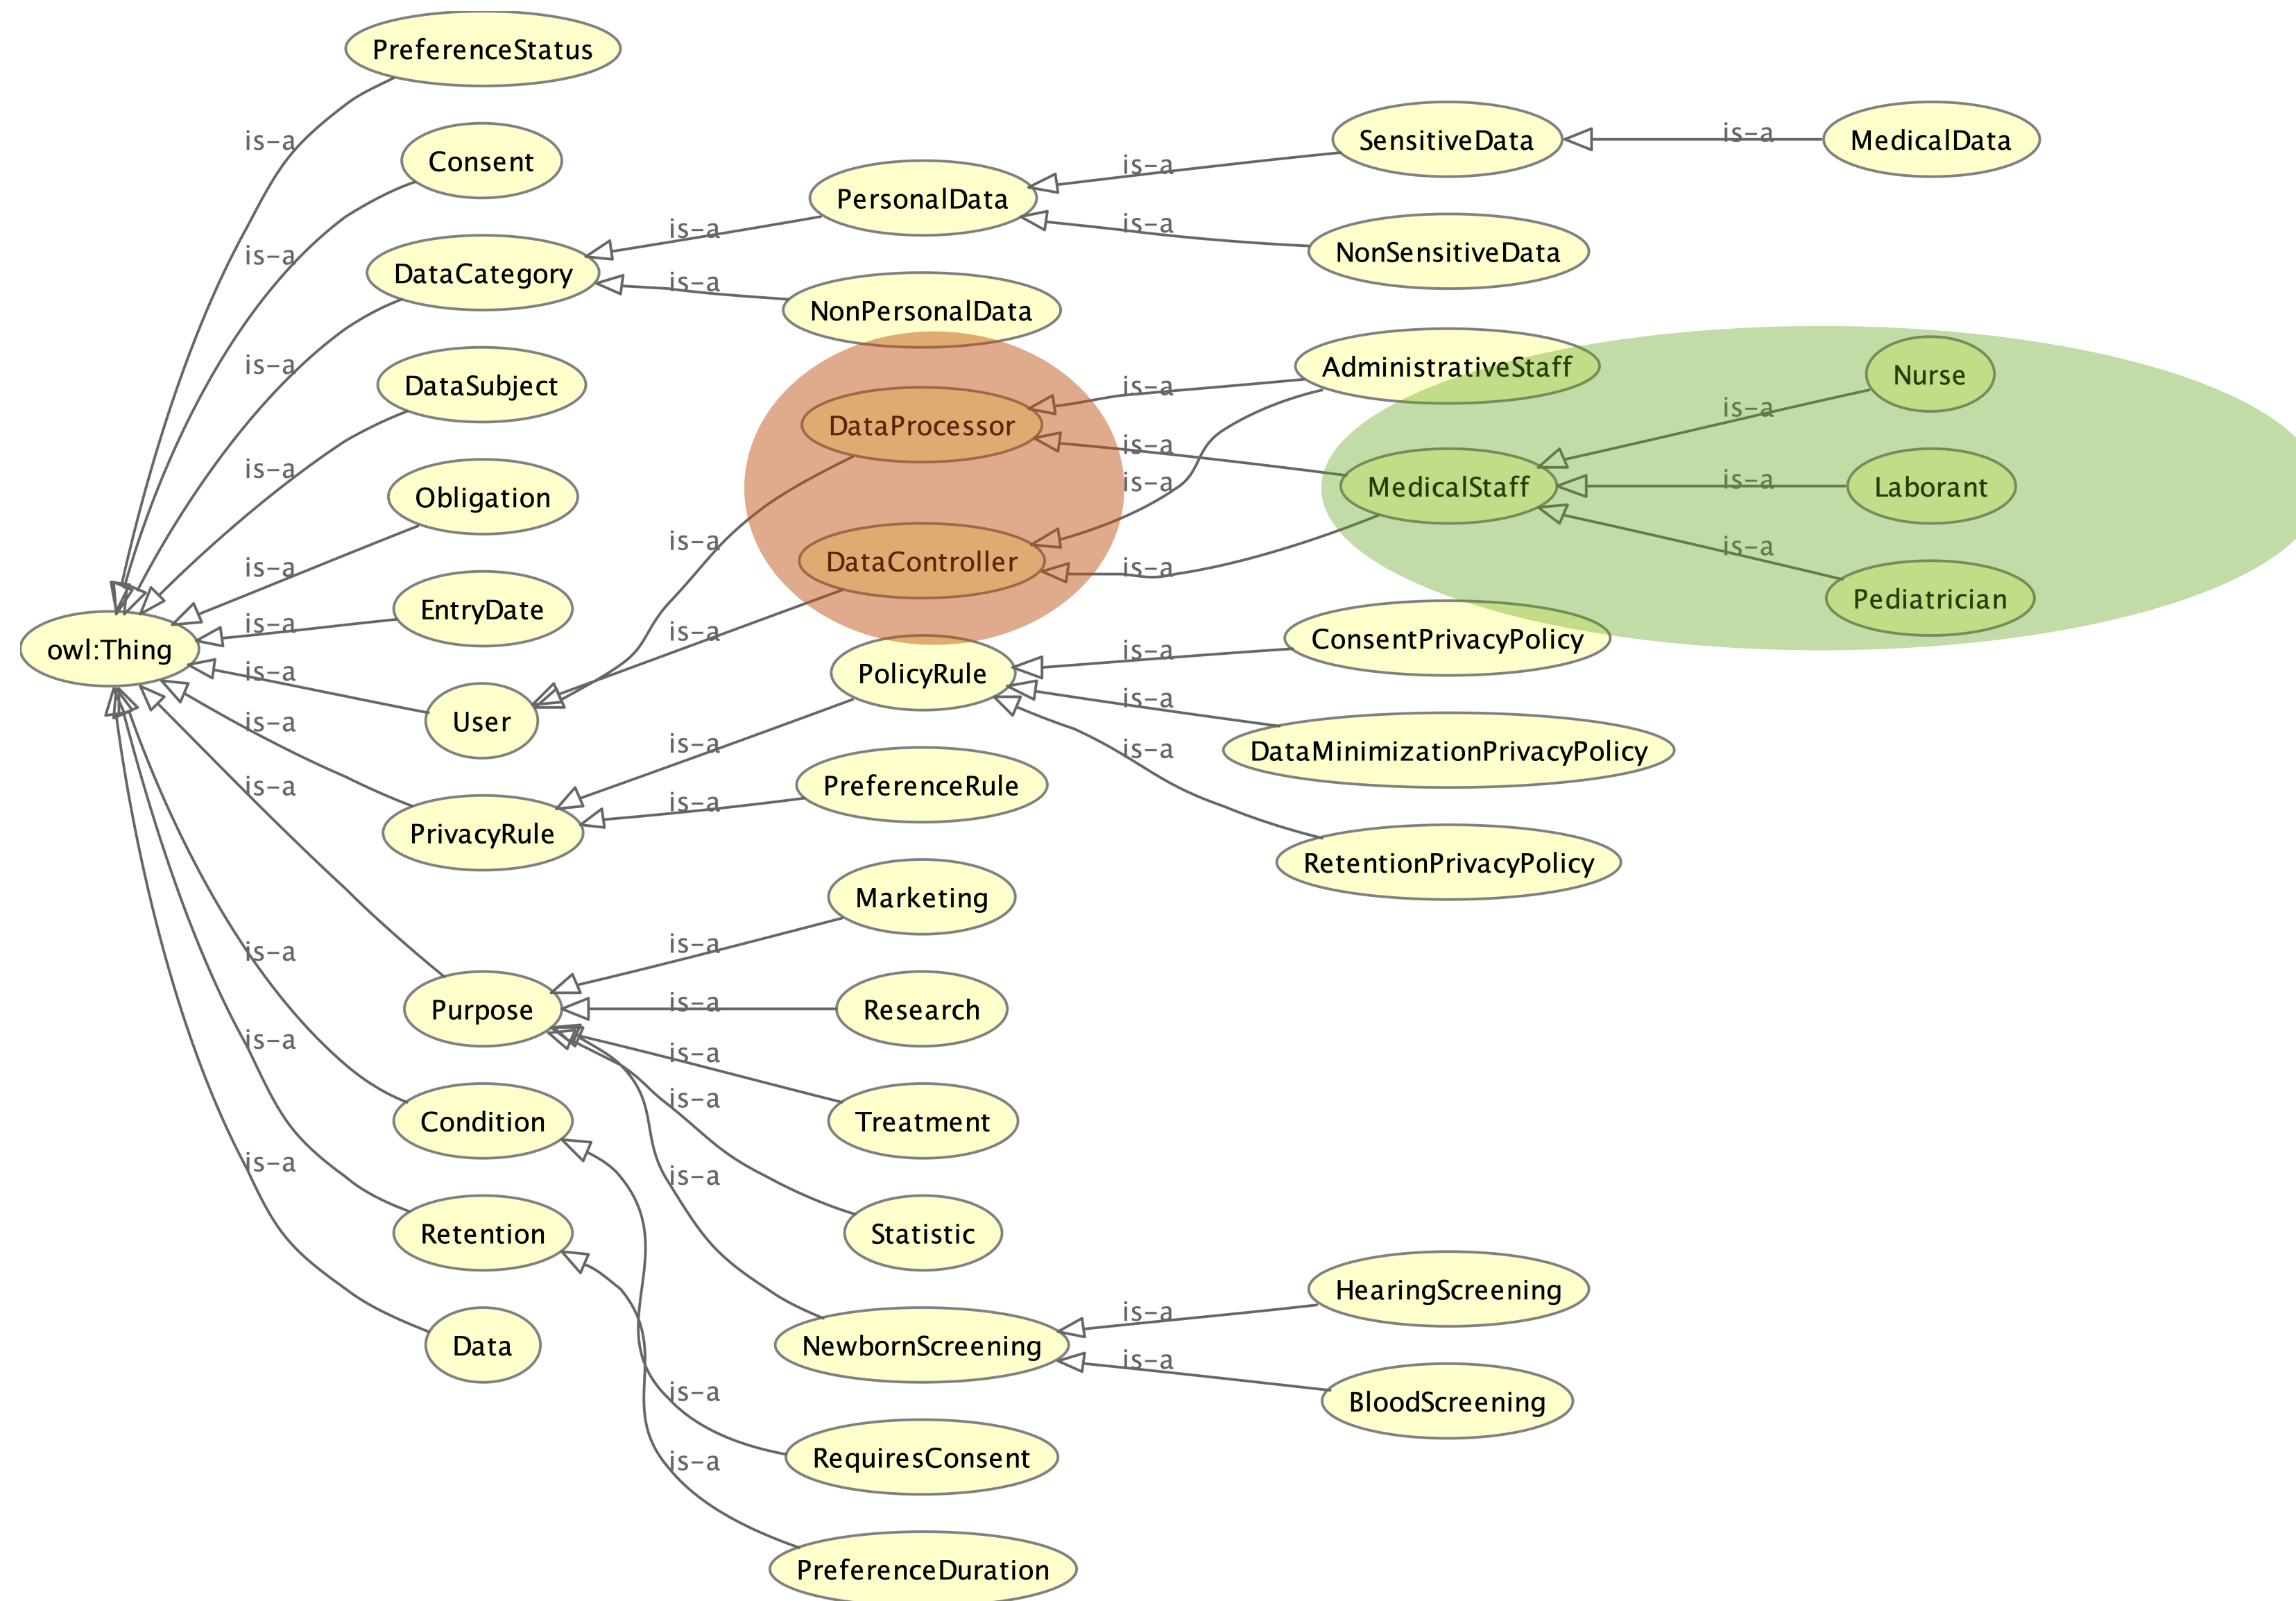 PreferenceStatus
is-a
Consent
is-a
DataCategory
is-a
DataSubject
is-a
Obligation
is-a
EntryDate
is-a
owl:Thing
User
is-a
PrivacyRule
is-a
Purpose
is-a
Condition
is-a
Retention
is-a
Data
is-a
PersonalData
is-a
NonPersonalData
is-a
DataProcessor
is-a
DataController
is-a
PolicyRule
is-a
PreferenceRule
is-a
Marketing
is-a
Research
is-a
Treatment
is-a
Statistic
is-a
NewbornScreening
is-a
RequiresConsent
is-a
PreferenceDuration
is-a
SensitiveData
is-a
NonSensitiveData
is-a
AdministrativeStaff
is-a
is-a
MedicalStaff
is-a
is-a
ConsentPrivacyPolicy
is-a
DataMinimizationPrivacyPolicy
is-a
RetentionPrivacyPolicy
is-a
HearingScreening
is-a
BloodScreening
is-a
MedicalData
is-a
Nurse
is-a
Laborant
is-a
Pediatrician
is-a